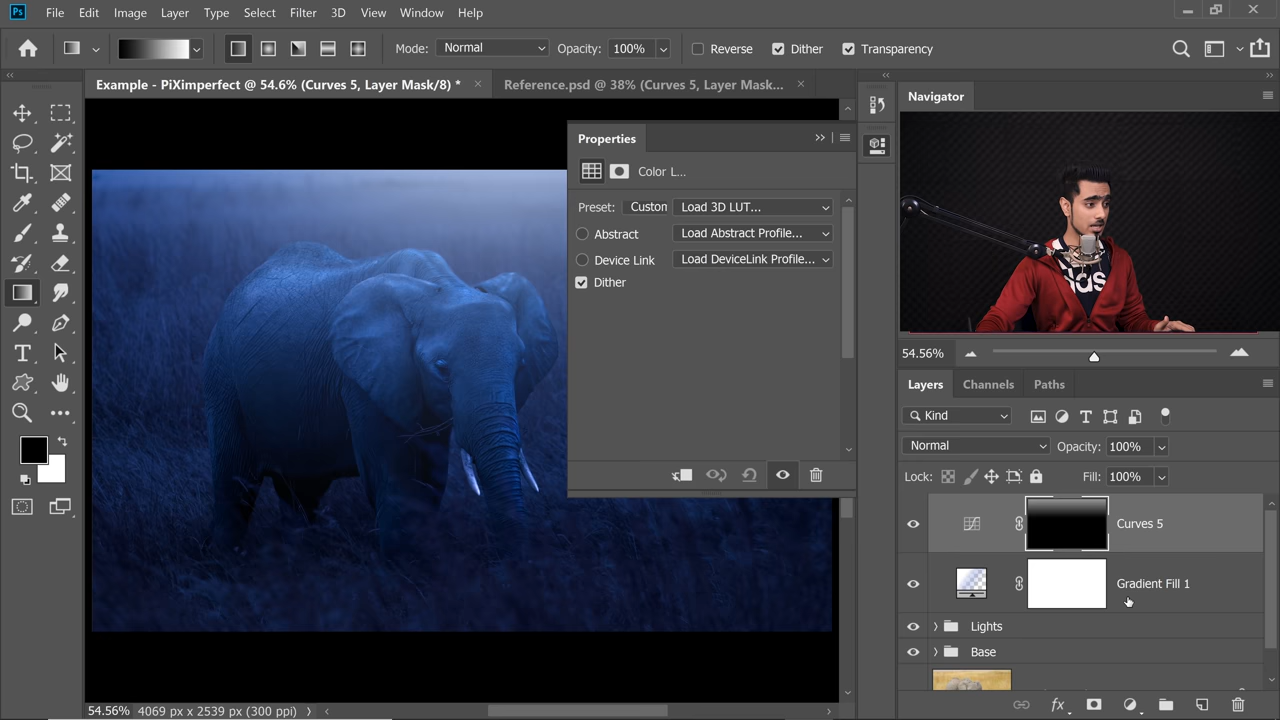 Ps File Edit Image Layer Type Select Filter 3D View Window Help
Mode: Normal Opacity: 100% Reverse Dither Transparency
Example - PiXimperfect @ 54.6% (Curves 5, Layer Mask/8) * Reference.psd @ 38% (Curves 5, Layer Mask...
Properties
Color L...
Preset: Custon Load 3D LUT...
Abstract Load Abstract Profile...
Device Link Load DeviceLink Profile...
Dither
Navigator
das
54.56%
Layers Channels Paths
Kind
Normal Opacity: 100%
Lock: Fill: 100%
Curves 5
Gradient Fill 1
Lights
Base
fx
54.56% 4069 px x 2539 px (300 ppi)